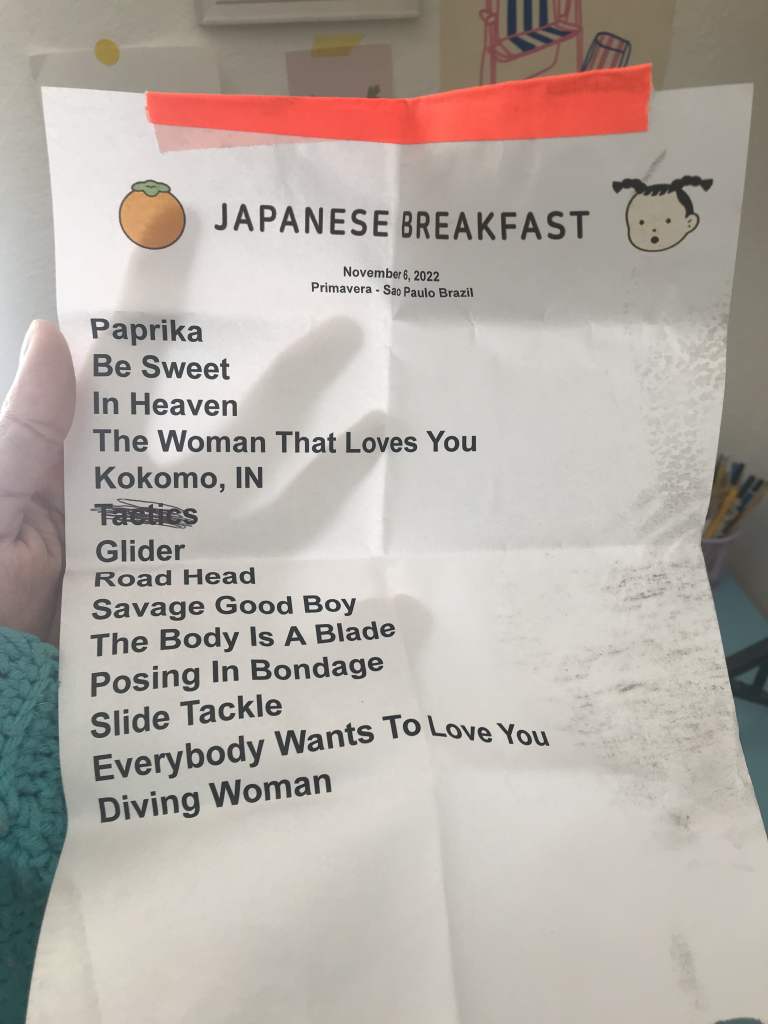 JAPANESE BREAKFAST
November 6, 2022
Primavera - Sao Paulo Brazil
Paprika
Be Sweet
In Heaven
The Woman That Loves You
Kokomo, IN
Tactics
Glider
Road Head
Savage Good Boy
The Body Is A Blade
Posing In Bondage
Slide Tackle
Everybody Wants To Love You
Diving Woman